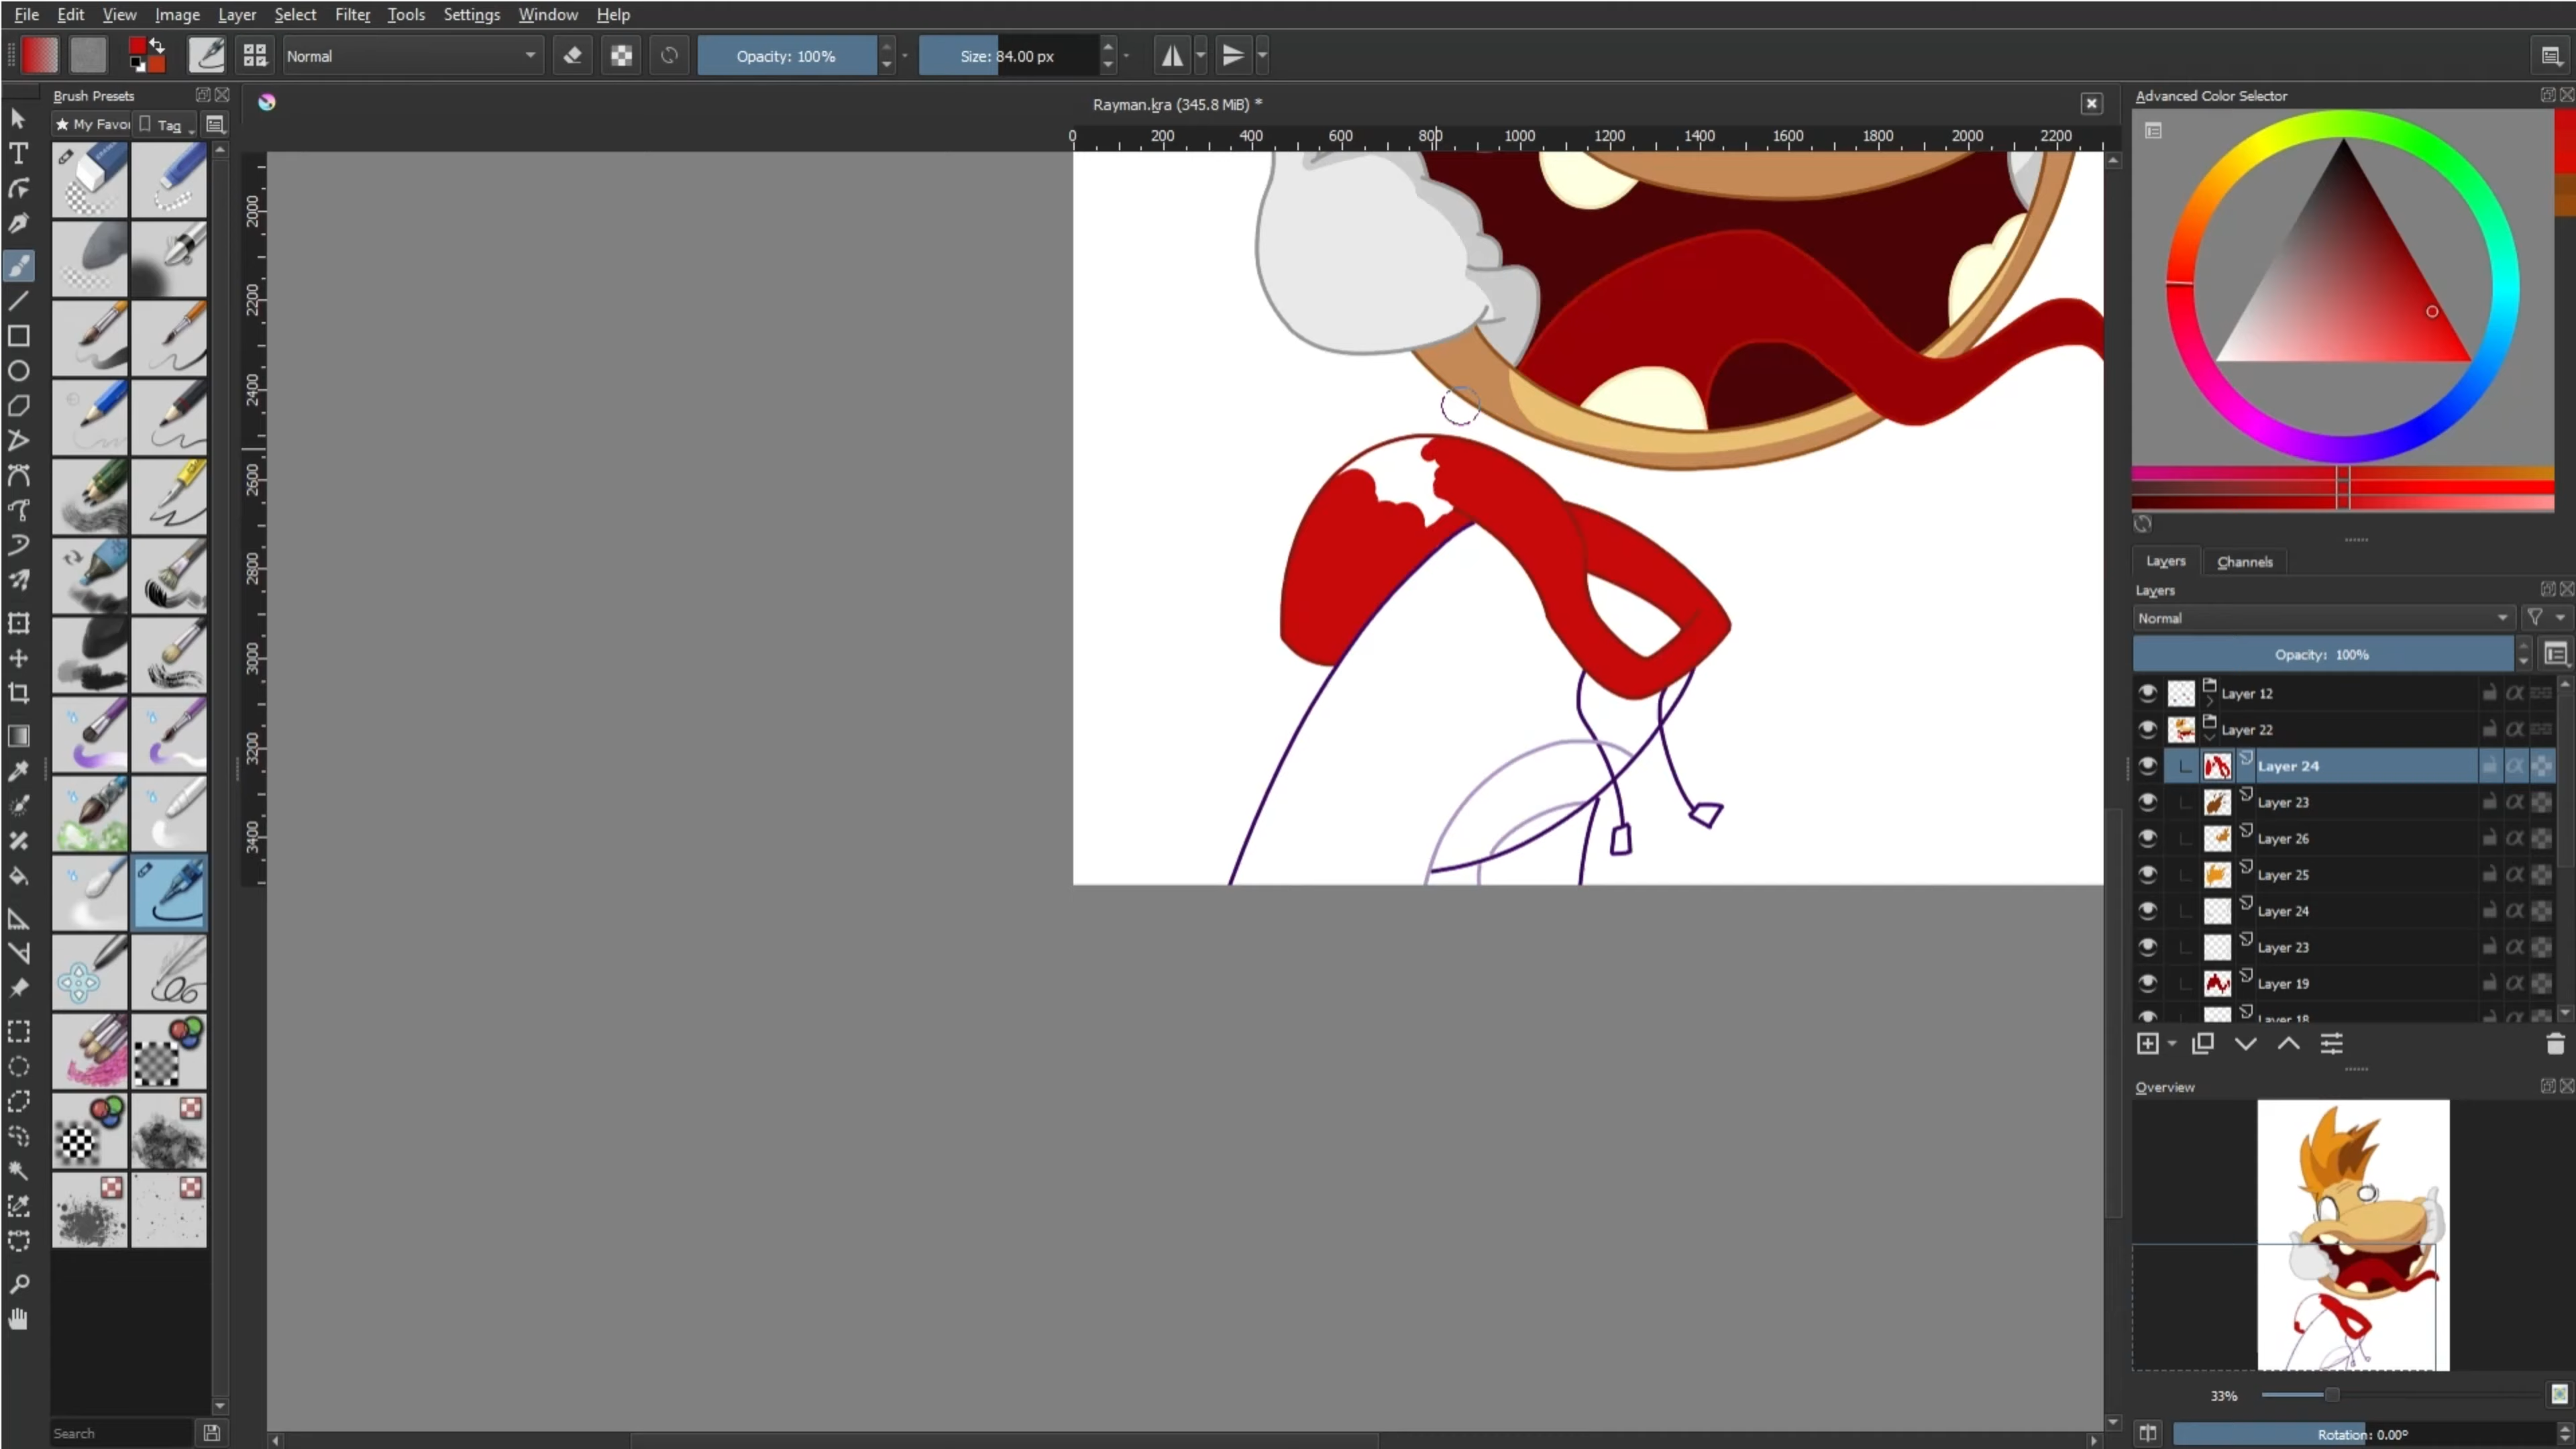 File Edit View Image Layer Select Filter Tools Settings Window Help
Normal Opacity: 100% Size: 84.00 px
Brush Presets
★ My Favor Tag
Rayman.kra (345.8 MiB) *
0 200 400 600 800 1000 1200 1400 1600 1800 2000 2200
2000
2200
2400
2600
2800
3000
3200
3400
Search
Advanced Color Selector
Layers Channels
Layers
Normal
Opacity: 100%
Layer 12
Layer 22
Layer 24
Layer 23
Layer 26
Layer 25
Layer 24
Layer 23
Layer 19
Layer 18
Overview
33%
Rotation: 0.00°